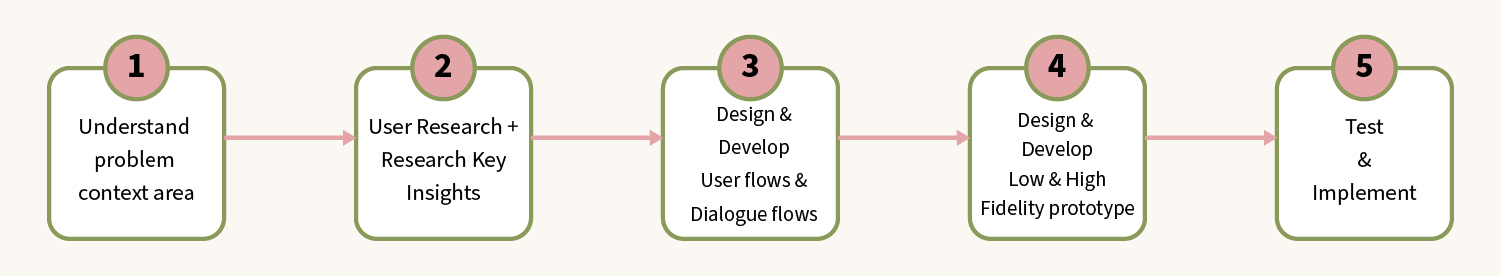 1
Understand
problem
context area
2
User Research +
Research Key
Insights
3
Design &
Develop
User flows &
Dialogue flows
4
Design &
Develop
Low & High
Fidelity prototype
5
Test
&
Implement